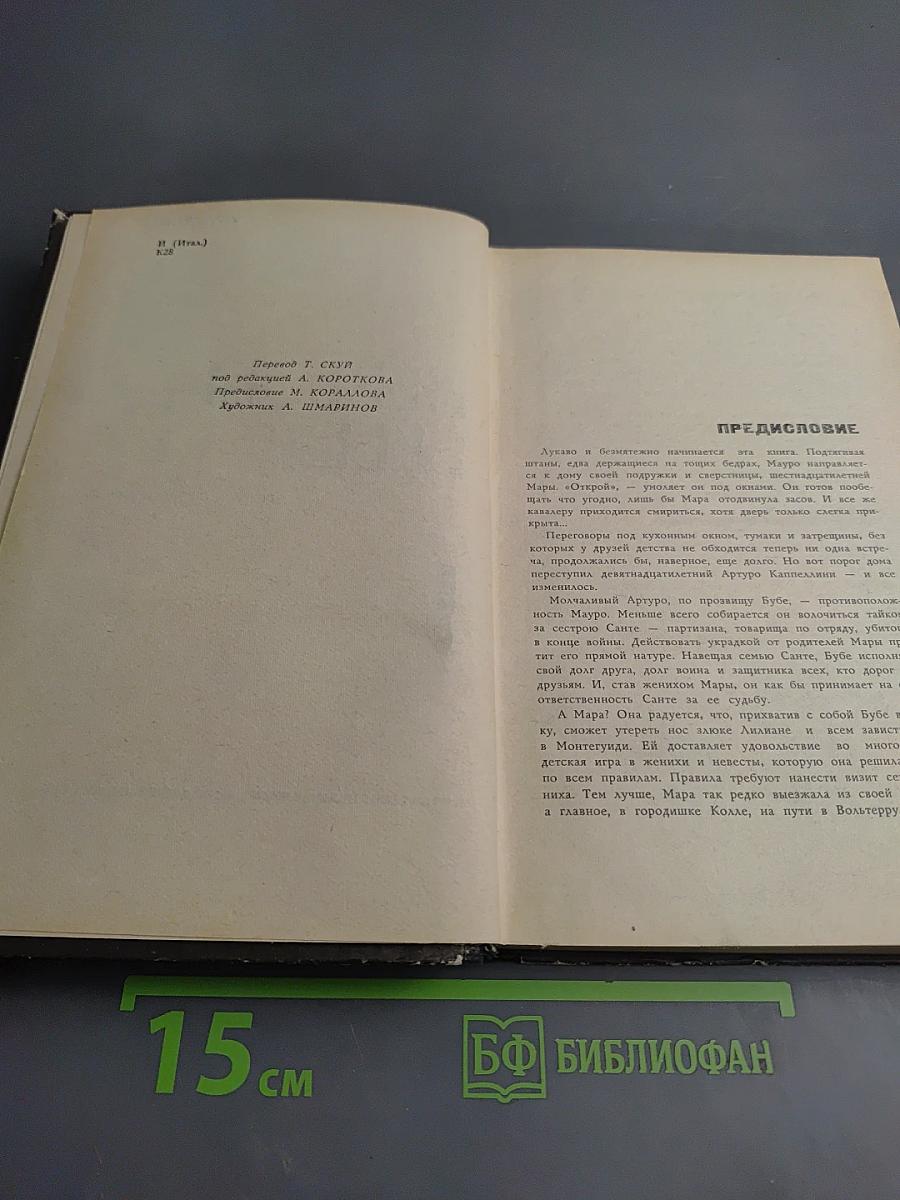 И (Итал.)
К28
Перевод Т. СКУЙ
под редакцией А. КОРОТКОВА
Предисловие М. КОРАЛЛОВА
Художник А. ШМАРИНОВ
ПРЕДИСЛОВИЕ
Лукаво и безмятежно начинается эта книга. Подтягивая
штаны, едва держащиеся на тощих бедрах, Мауро направляет-
ся к дому своей подружки и сверстницы, шестнадцатилетней
Мары. «Открой», — умоляет он под окнами. Он готов пообе-
щать что угодно, лишь бы Мара отодвинула засов. И все же
кавалеру приходится смириться, хотя дверь только слегка при-
крыта...
Переговоры под кухонным окном, тумаки и затрещины, без
которых у друзей детства не обходится теперь ни одна встре-
ча, продолжались бы, наверное, еще долго. Но вот порог дома
переступил девятнадцатилетний Артуро Каппеллини — и все
изменилось.
Молчаливый Артуро, по прозвищу Бубе, — противополож-
ность Мауро. Меньше всего собирается он волочиться тайком
за сестрою Санте — партизана, товарища по отряду, убитог
в конце войны. Действовать украдкой от родителей Мары пр
тит его прямой натуре. Навещая семью Санте, Бубе исполня
свой долг друга, долг воина и защитника всех, кто дорог
друзьям. И, став женихом Мары, он как бы принимает на
ответственность Санте за ее судьбу.
А Мара? Она радуется, что, прихватив с собой Бубе в
ку, сможет утереть нос злюке Лилиане и всем завист
в Монтегуиди. Ей доставляет удовольствие во много
детская игра в женихи и невесты, которую она решила
по всем правилам. Правила требуют нанести визит се
ниха. Тем лучше, Мара так редко выезжала из своей
а главное, в городишке Колле, на пути в Вольтерру
15 см
БФ БИБЛИОФАН